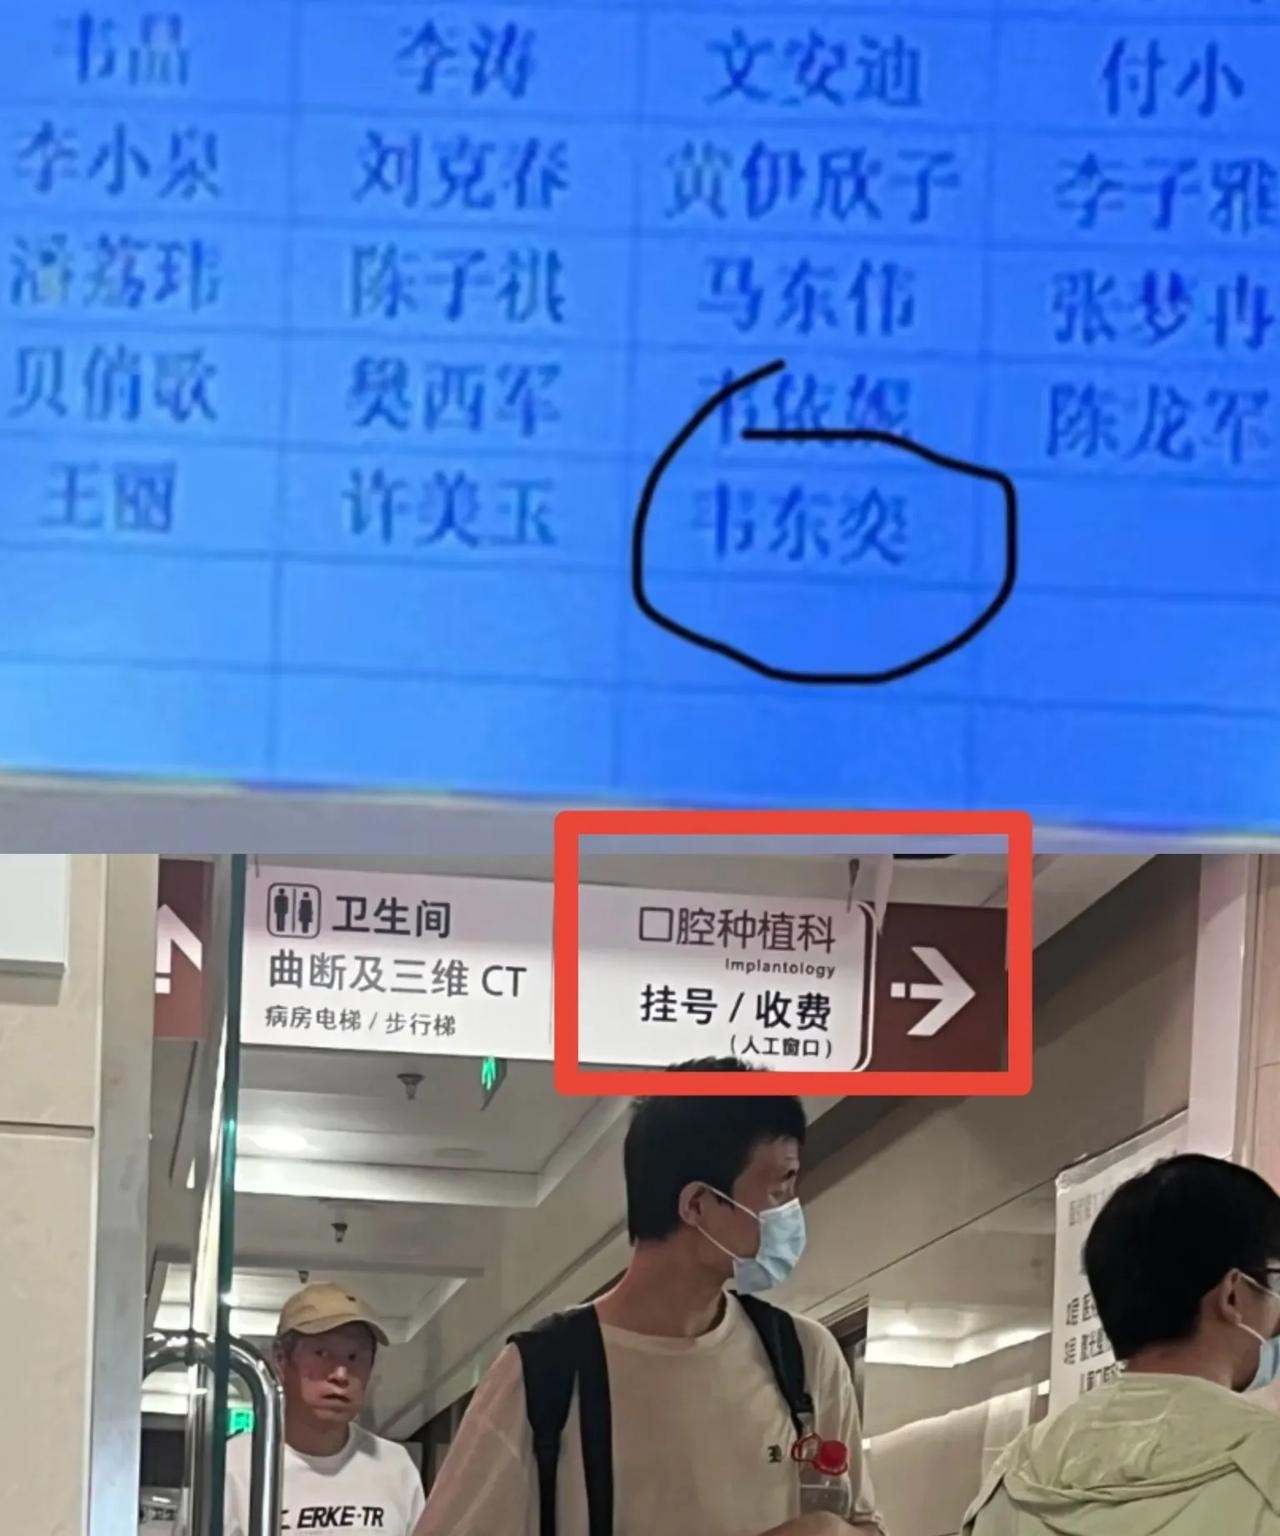 韦晶 李涛 文安迪 付小
李小泉 刘克春 黄伊欣子 李子雅
潘荔玮 陈子祺 马东伟 张梦冉
贝俏歌 樊西军 韦依妮 陈龙军
王丽 许美玉 韦东奕
卫生间
曲断及三维 CT
病房电梯 / 步行梯
口腔种植科
Implantology
挂号 / 收费
(人工窗口)
ERKE-TR